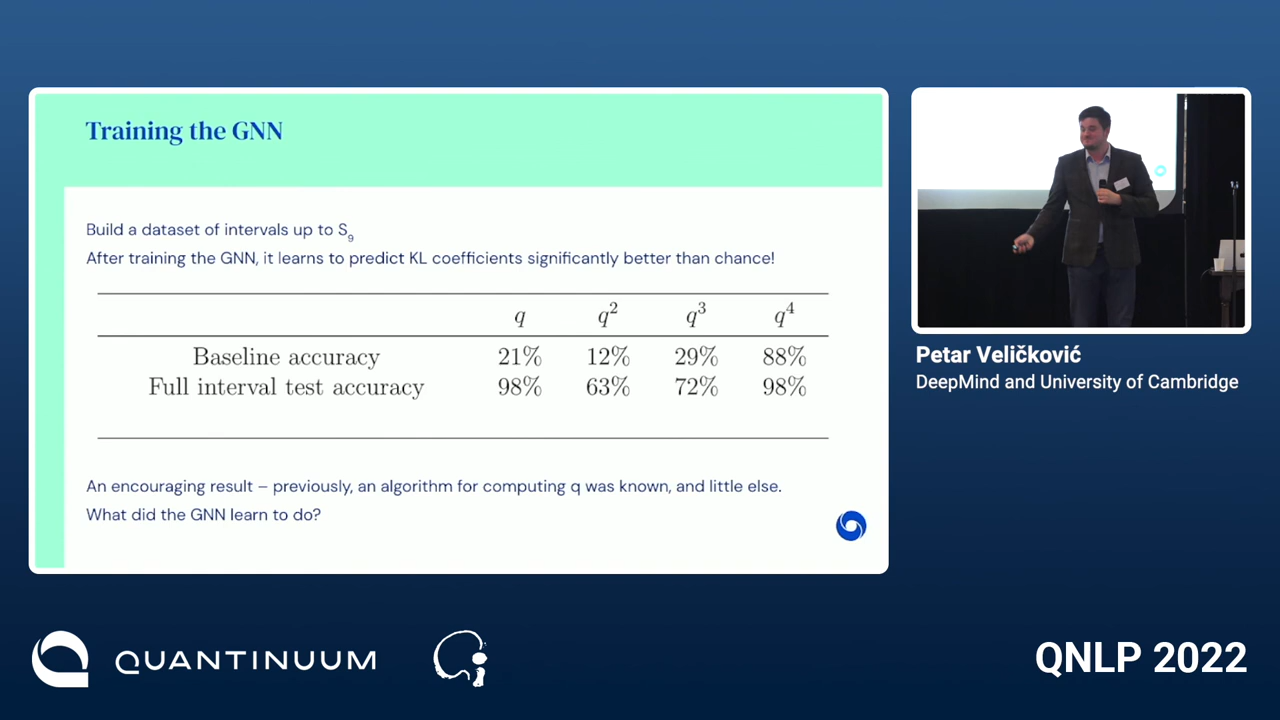 Training the GNN
Build a dataset of intervals up to S9
After training the GNN, it learns to predict KL coefficients significantly better than chance!
q q² q³ q⁴
Baseline accuracy 21% 12% 29% 88%
Full interval test accuracy 98% 63% 72% 98%
An encouraging result – previously, an algorithm for computing q was known, and little else.
What did the GNN learn to do?
Petar Veličković
DeepMind and University of Cambridge
QUANTINUUM
QNLP 2022